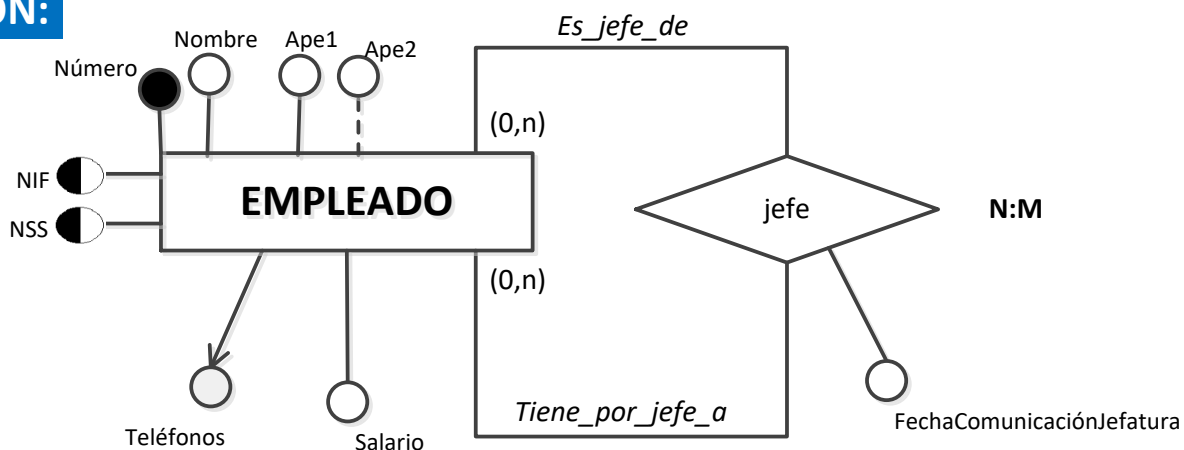 ÓN:
Es_jefe_de
Nombre
Ape1
Ape2
Número
(0,n)
NIF
EMPLEADO
jefe
N:M
NSS
(0,n)
Teléfonos
Salario
Tiene_por_jefe_a
FechaComunicaciónJefatura